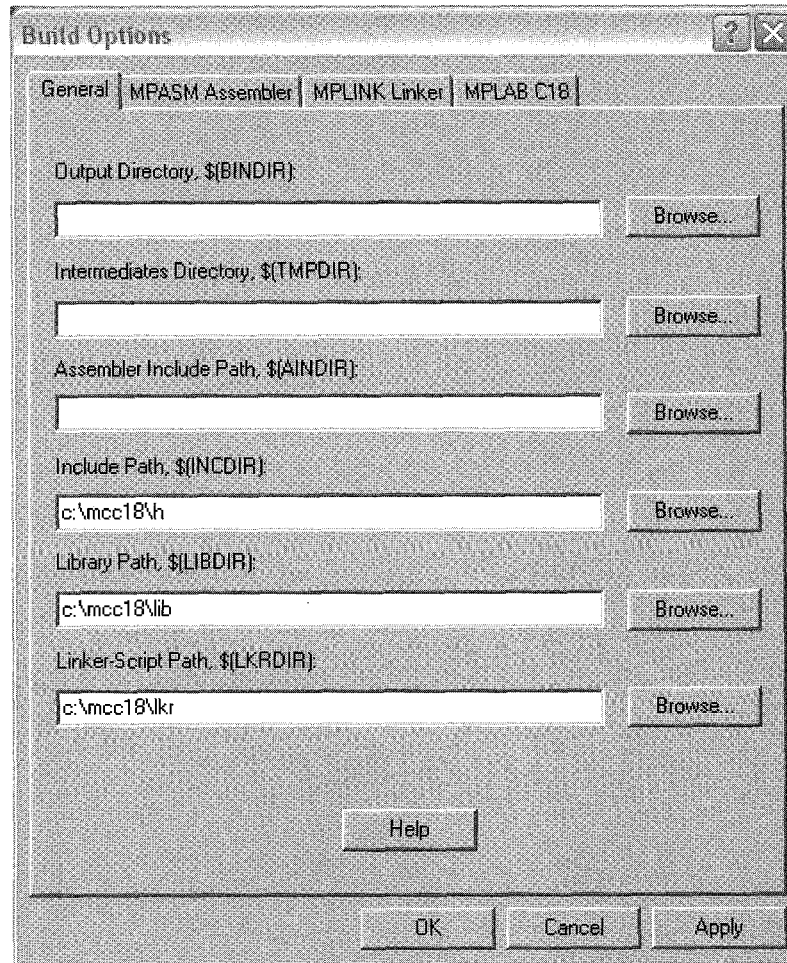 Build Options ? X
General MPASM Assembler MPLINK Linker MPLAB C18
Output Directory, $(BINDIR):
Browse...
Intermediates Directory, $(TMPDIR):
Browse...
Assembler Include Path, $(AINDIR):
Browse...
Include Path, $(INCDIR):
c:\mcc18\h Browse...
Library Path, $(LIBDIR):
c:\mcc18\lib Browse...
Linker-Script Path, $(LKRDIR):
c:\mcc18\lkr Browse...
Help
OK Cancel Apply